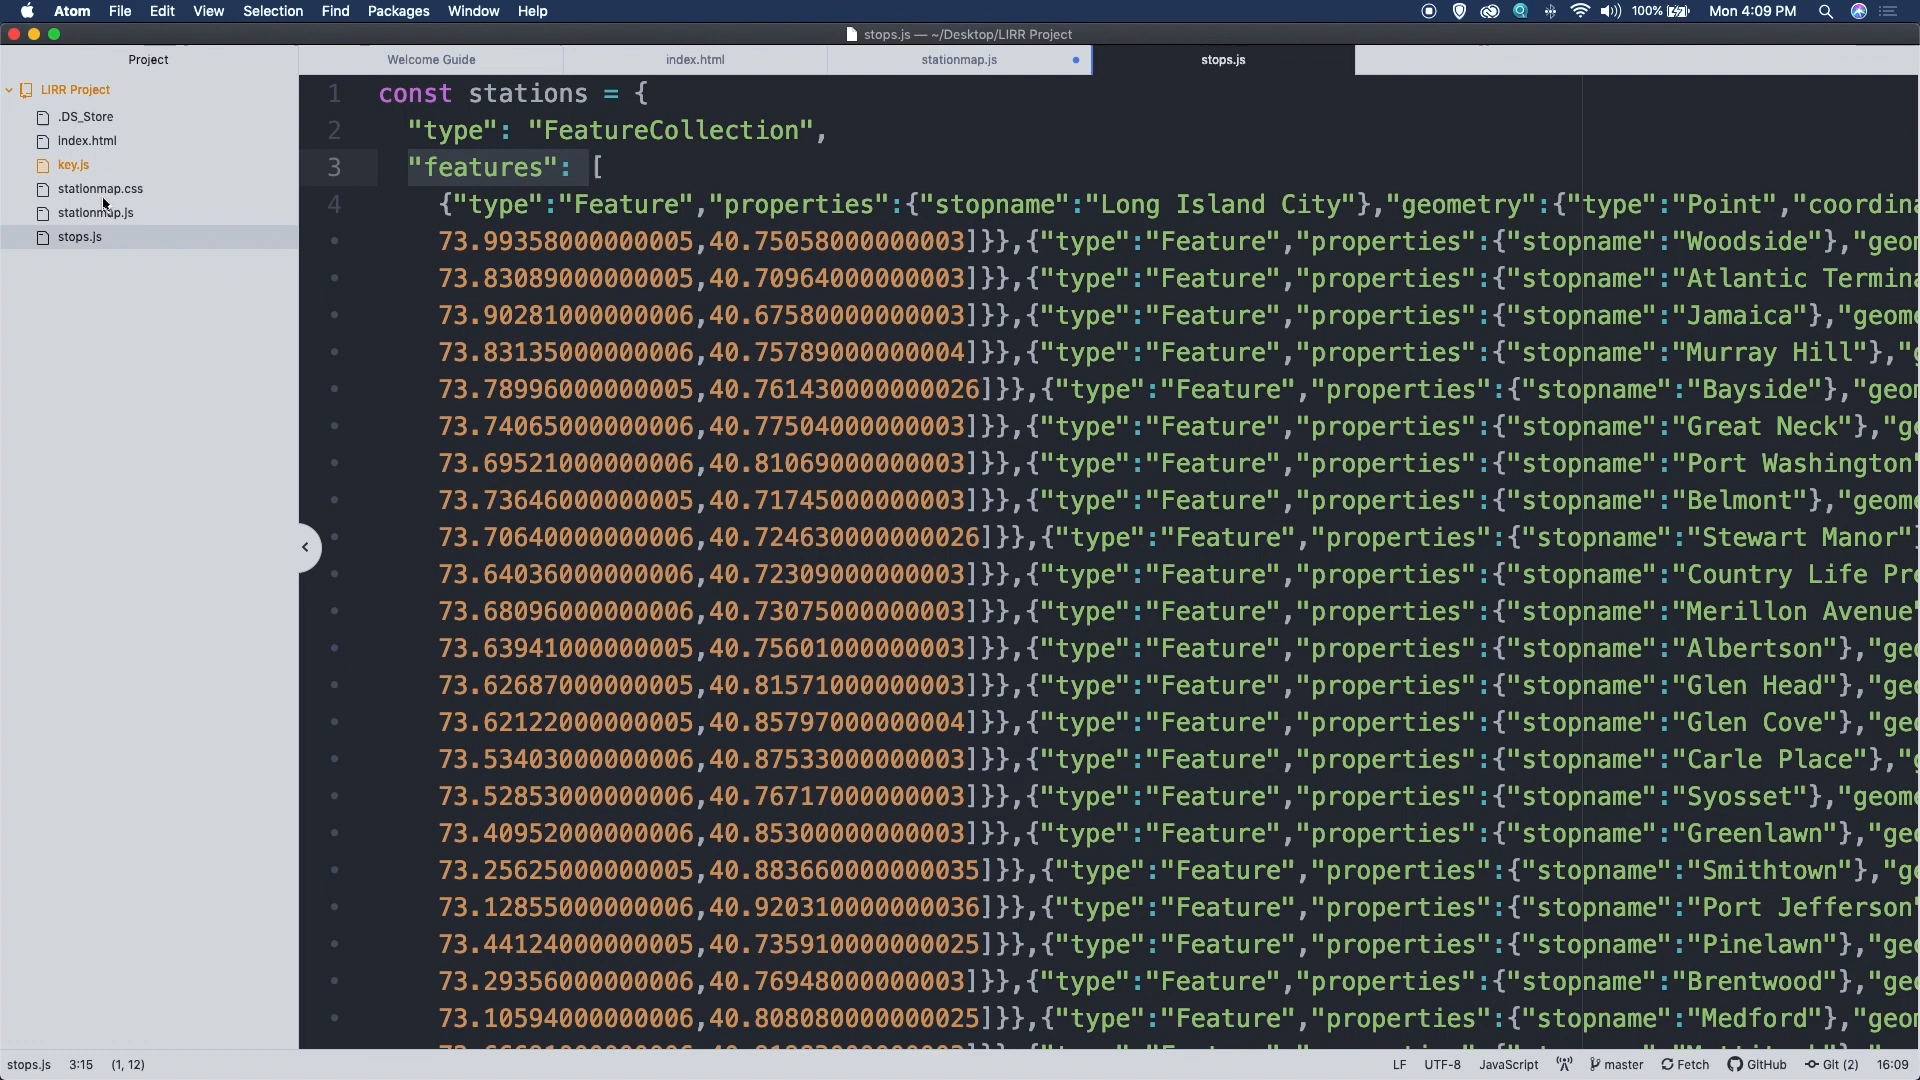 Atom File Edit View Selection Find Packages Window Help 100% Mon 4:09 PM
stops.js — ~/Desktop/LIRR Project
Project Welcome Guide index.html stationmap.js stops.js
LIRR Project
.DS_Store
index.html
key.js
stationmap.css
stationmap.js
stops.js
1 const stations = {
2 "type": "FeatureCollection",
3 "features": [
4 {"type":"Feature","properties":{"stopname":"Long Island City"},"geometry":{"type":"Point","coordina
73.99358000000005,40.75058000000003]}},{"type":"Feature","properties":{"stopname":"Woodside"},"geom
73.83089000000005,40.70964000000003]}},{"type":"Feature","properties":{"stopname":"Atlantic Termina
73.90281000000006,40.67580000000003]}},{"type":"Feature","properties":{"stopname":"Jamaica"},"geome
73.83135000000006,40.75789000000004]}},{"type":"Feature","properties":{"stopname":"Murray Hill"},"g
73.78996000000005,40.761430000000026]}},{"type":"Feature","properties":{"stopname":"Bayside"},"geom
73.74065000000006,40.77504000000003]}},{"type":"Feature","properties":{"stopname":"Great Neck"},"ge
73.69521000000006,40.81069000000003]}},{"type":"Feature","properties":{"stopname":"Port Washington"
73.73646000000005,40.71745000000003]}},{"type":"Feature","properties":{"stopname":"Belmont"},"geome
73.70640000000006,40.724630000000026]}},{"type":"Feature","properties":{"stopname":"Stewart Manor"}
73.64036000000006,40.72309000000003]}},{"type":"Feature","properties":{"stopname":"Country Life Pre
73.68096000000006,40.73075000000003]}},{"type":"Feature","properties":{"stopname":"Merillon Avenue"
73.63941000000006,40.75601000000003]}},{"type":"Feature","properties":{"stopname":"Albertson"},"geo
73.62687000000005,40.81571000000003]}},{"type":"Feature","properties":{"stopname":"Glen Head"},"geo
73.62122000000005,40.85797000000004]}},{"type":"Feature","properties":{"stopname":"Glen Cove"},"geo
73.53403000000006,40.87533000000003]}},{"type":"Feature","properties":{"stopname":"Carle Place"},"g
73.52853000000006,40.76717000000003]}},{"type":"Feature","properties":{"stopname":"Syosset"},"geome
73.40952000000006,40.85300000000003]}},{"type":"Feature","properties":{"stopname":"Greenlawn"},"geo
73.25625000000005,40.883660000000035]}},{"type":"Feature","properties":{"stopname":"Smithtown"},"ge
73.12855000000006,40.920310000000036]}},{"type":"Feature","properties":{"stopname":"Port Jefferson"
73.44124000000005,40.735910000000025]}},{"type":"Feature","properties":{"stopname":"Pinelawn"},"geo
73.29356000000006,40.76948000000003]}},{"type":"Feature","properties":{"stopname":"Brentwood"},"geo
73.10594000000006,40.808080000000025]}},{"type":"Feature","properties":{"stopname":"Medford"},"geom
stops.js 3:15 (1, 12) LF UTF-8 JavaScript master Fetch GitHub Git (2) 16:09